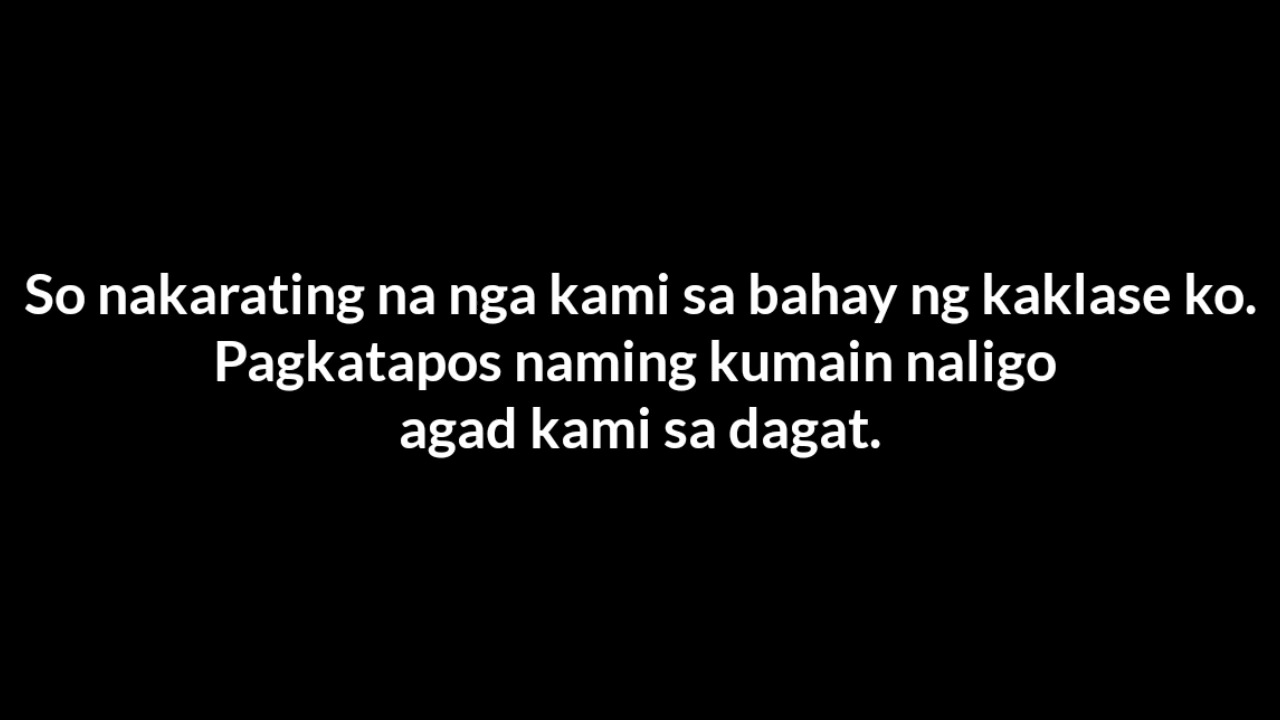 So nakarating na nga kami sa bahay ng kaklase ko.
Pagkatapos naming kumain naligo
agad kami sa dagat.